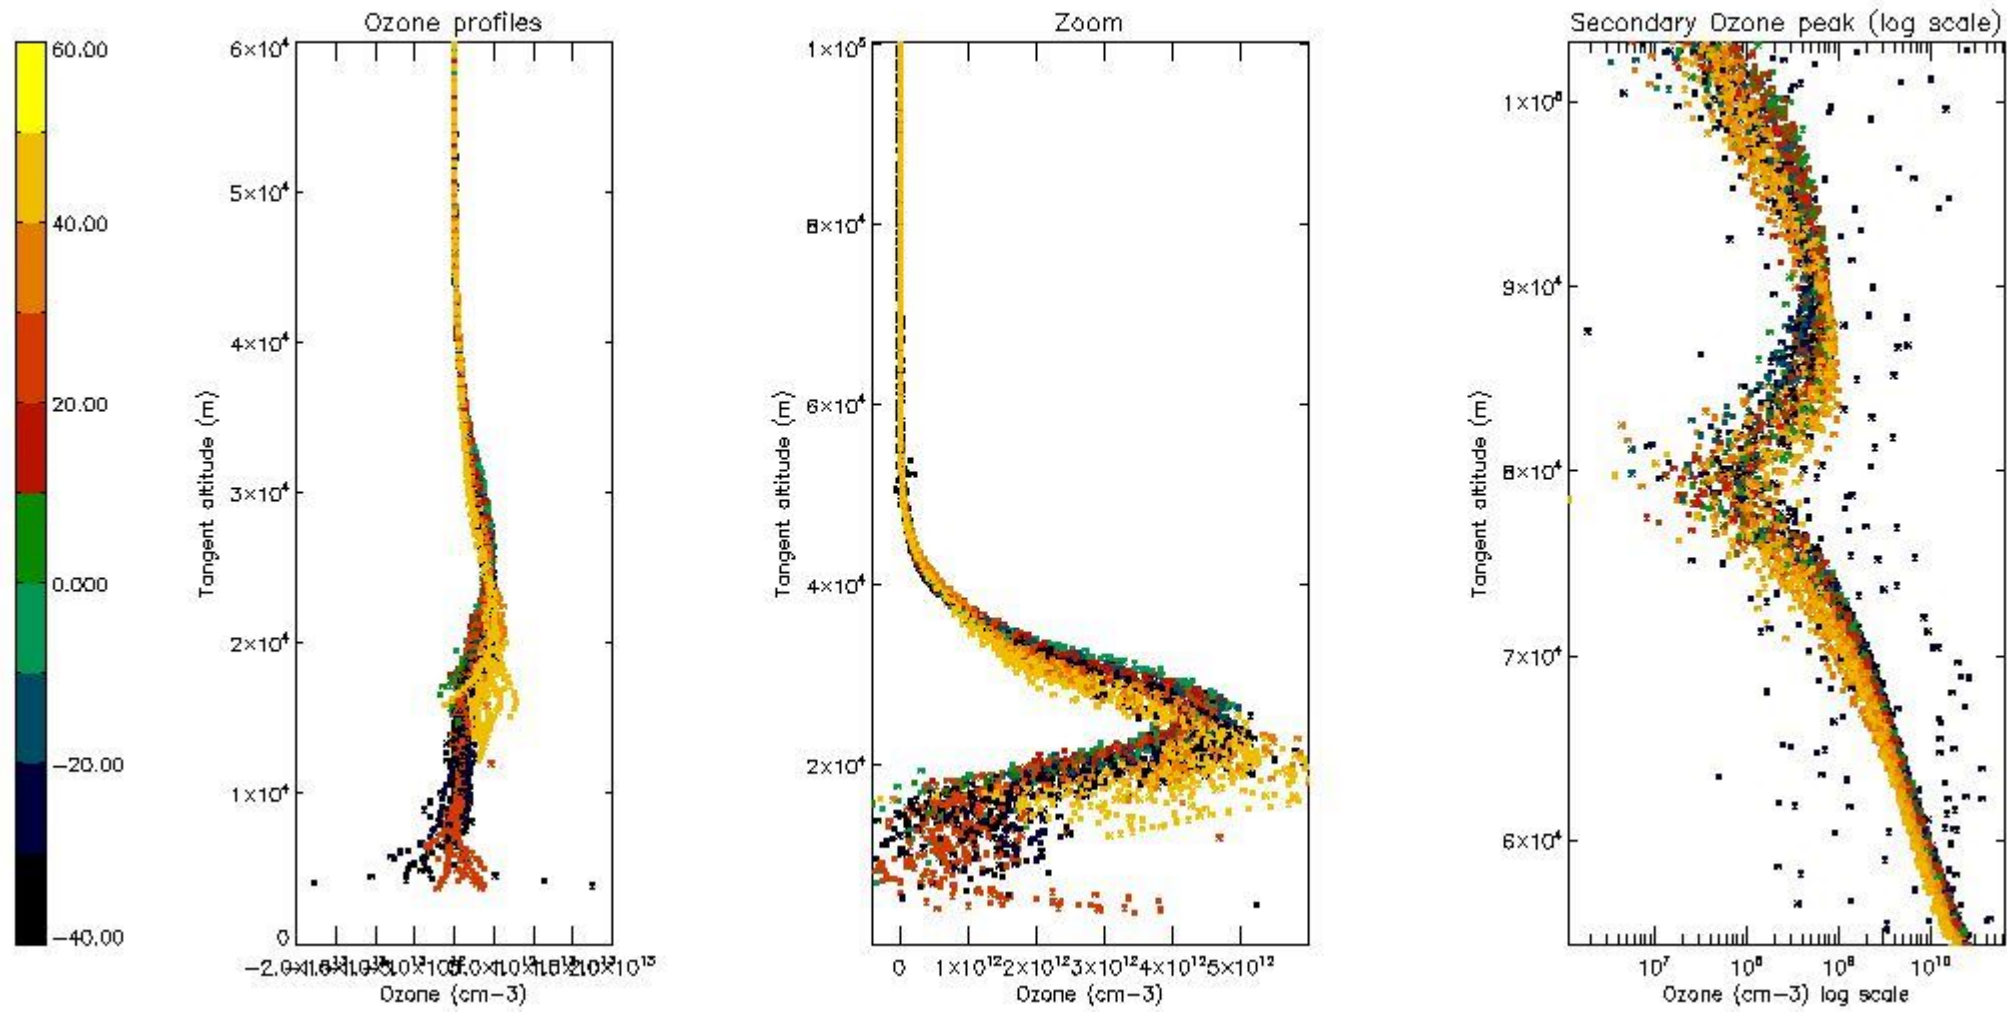 Ozone profiles
Zoom
Secondary Ozone peak (log scale)
60.00
40.00
20.00
0.000
−20.00
−40.00
6×10⁴
5×10⁴
4×10⁴
3×10⁴
2×10⁴
1×10⁴
0
Tangent altitude (m)
Ozone (cm−3)
1×10⁵
8×10⁴
6×10⁴
4×10⁴
2×10⁴
Tangent altitude (m)
0 1×10¹² 2×10¹² 3×10¹² 4×10¹² 5×10¹²
Ozone (cm−3)
9×10⁴
8×10⁴
7×10⁴
6×10⁴
Tangent altitude (m)
10⁷ 10⁸ 10⁹ 10¹⁰
Ozone (cm−3) log scale